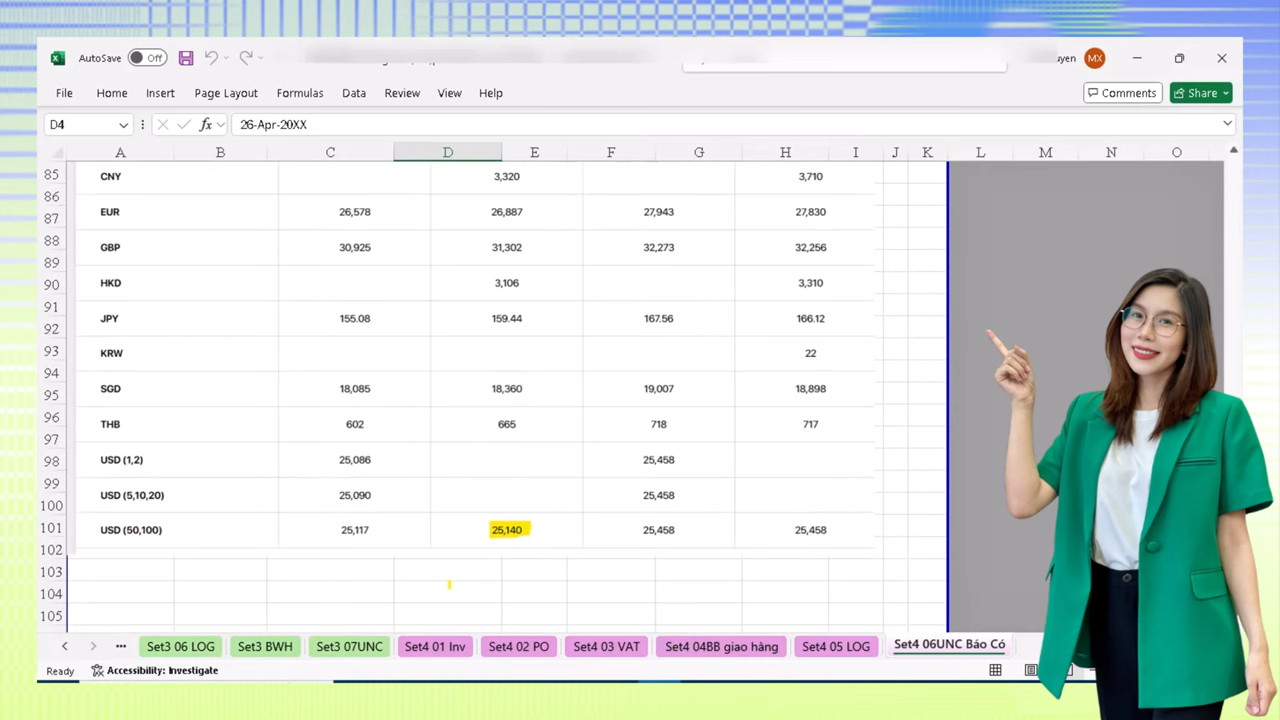 AutoSave Off uyen MX
File Home Insert Page Layout Formulas Data Review View Help Comments Share
D4 fx 26-Apr-20XX
A B C D E F G H I J K L M N O
85 CNY 3,320 3,710
86
87 EUR 26,578 26,887 27,943 27,830
88 GBP 30,925 31,302 32,273 32,256
89
90 HKD 3,106 3,310
91
92 JPY 155.08 159.44 167.56 166.12
93 KRW 22
94
95 SGD 18,085 18,360 19,007 18,898
96 THB 602 665 718 717
97
98 USD (1,2) 25,086 25,458
99
100 USD (5,10,20) 25,090 25,458
101 USD (50,100) 25,117 25,140 25,458 25,458
102
103
104
105
... Set3 06 LOG Set3 BWH Set3 07UNC Set4 01 Inv Set4 02 PO Set4 03 VAT Set4 04BB giao hàng Set4 05 LOG Set4 06UNC Báo Có
Ready Accessibility: Investigate